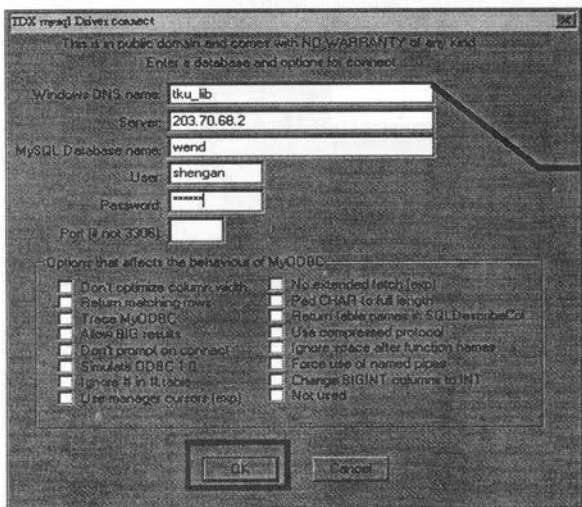 TDX mysql Driver connect
This is in public domain and comes with NO WARRANTY of any kind
Enter a database and options for connect
Windows DNS name: tku_lib
Server: 203.70.68.2
MySQL Database name: wend
User: shengan
Password: ******
Port (if not 3306):
Options that affects the behaviour of MyODBC
Don't optimize column width
Return matching rows
Trace MyODBC
Allow BIG results
Don't prompt on connect
Simulate ODBC 1.0
Ignore # in #.table
Use manager cursors (exp)
No extended fetch (exp)
Pad CHAR to full length
Return table names in SQLDescribeCol
Use compressed protocol
Ignore space after function names
Force use of named pipes
Change BIGINT columns to INT
Not used
OK
Cancel